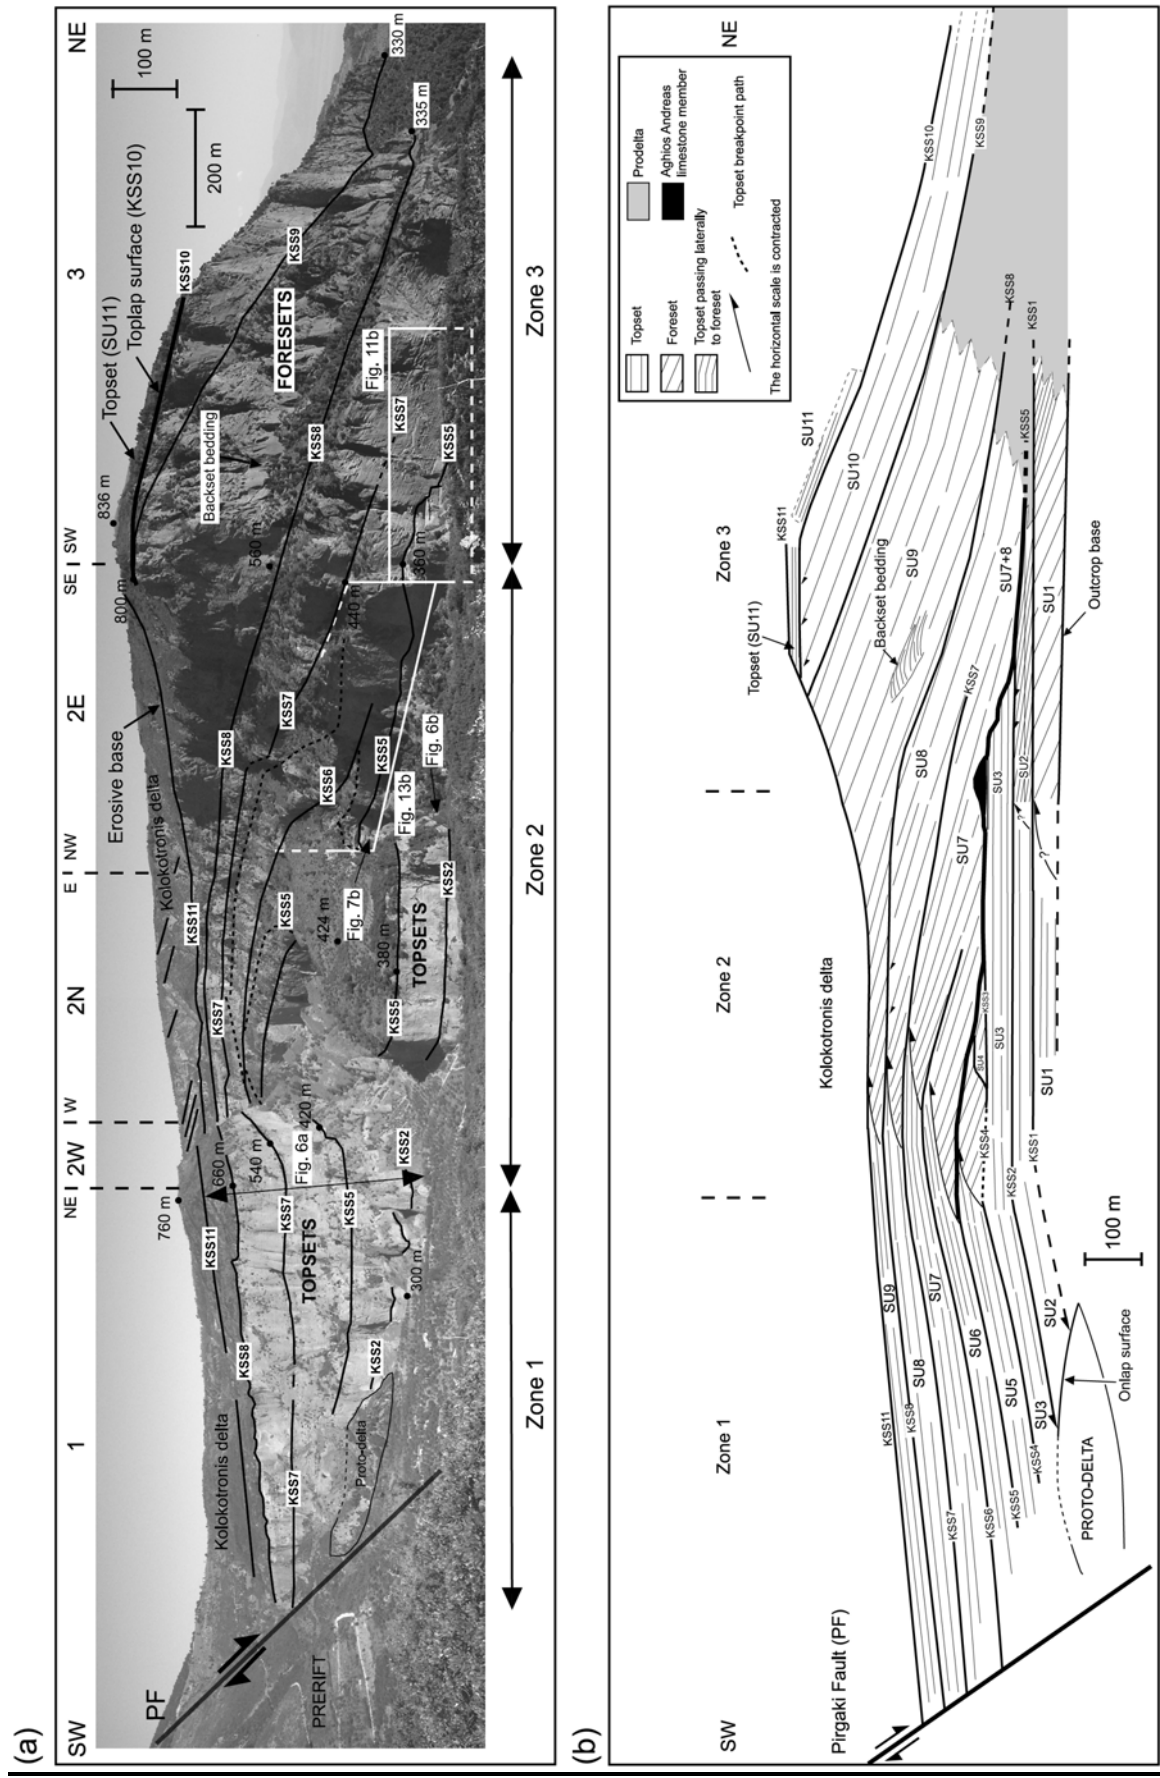 (a)
SW
1
NE
2W
W
2N
E
NW
2E
SE
SW
3
NE
PF
PRERIFT
760 m
Kolokotronis delta
Kolokotronis delta
Erosive base
800 m
836 m
Topset (SU11)
Toplap surface (KSS10)
100 m
200 m
330 m
335 m
KSS11
KSS11
KSS10
KSS9
KSS8
KSS8
KSS8
660 m
540 m
420 m
Fig. 6a
KSS7
KSS7
KSS7
KSS7
KSS7
TOPSETS
KSS5
KSS5
KSS6
KSS5
KSS5
KSS5
KSS2
KSS2
KSS2
300 m
Proto-delta
424 m
380 m
TOPSETS
Fig. 7b
Fig. 13b
Fig. 6b
440 m
560 m
360 m
Backset bedding
FORESETS
Fig. 11b
Zone 1
Zone 2
Zone 3
(b)
SW
Pirgaki Fault (PF)
Zone 1
Zone 2
Zone 3
NE
Topset
Foreset
Topset passing laterally
to foreset
Prodelta
Aghios Andreas
limestone member
Topset breakpoint path
The horizontal scale is contracted
Kolokotronis delta
Topset (SU11)
KSS11
SU11
SU10
KSS10
KSS9
SU9
Backset bedding
SU8
KSS7
SU7+8
KSS8
KSS5
KSS1
SU7
SU3
SU2
SU1
Outcrop base
?
?
KSS3
SU4
SU3
KSS4
KSS2
KSS1
SU1
KSS11
SU9
KSS8
SU8
SU7
KSS7
SU6
KSS6
SU5
KSS5
KSS4
SU3
SU2
Onlap surface
PROTO-DELTA
100 m